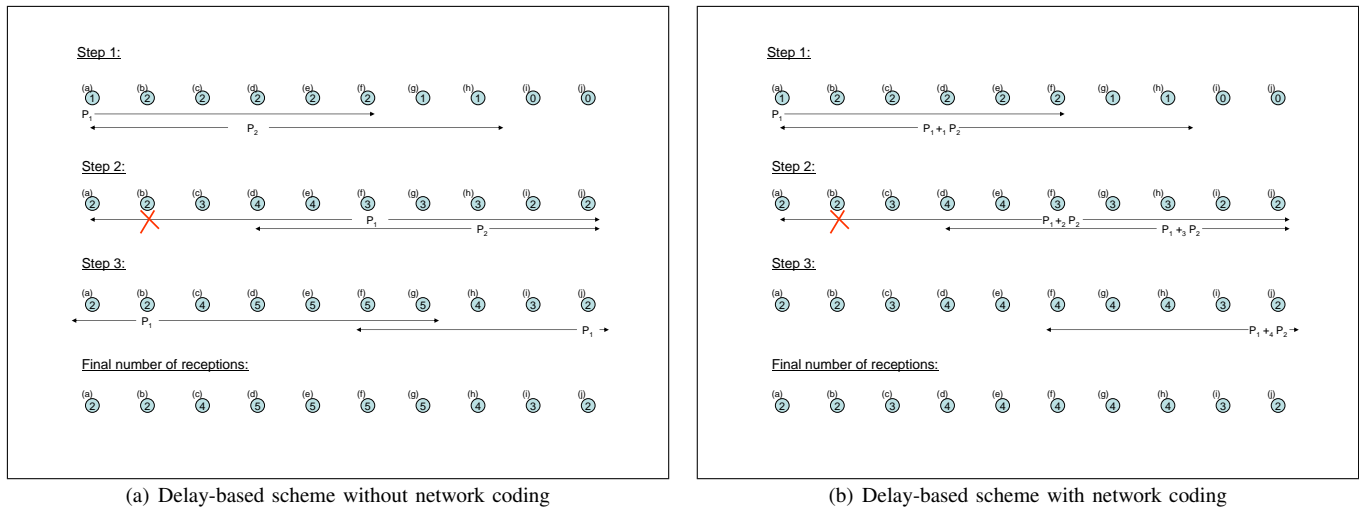 Step 1:
(a) (b) (c) (d) (e) (f) (g) (h) (i) (j)
1 2 2 2 2 2 1 1 0 0
P1
P2
Step 2:
(a) (b) (c) (d) (e) (f) (g) (h) (i) (j)
2 2 3 4 4 3 3 3 2 2
P1
P2
Step 3:
(a) (b) (c) (d) (e) (f) (g) (h) (i) (j)
2 2 4 5 5 5 5 4 3 2
P1
P1
Final number of receptions:
(a) (b) (c) (d) (e) (f) (g) (h) (i) (j)
2 2 4 5 5 5 5 4 3 2
(a) Delay-based scheme without network coding
Step 1:
(a) (b) (c) (d) (e) (f) (g) (h) (i) (j)
1 2 2 2 2 2 1 1 0 0
P1
P1 +1 P2
Step 2:
(a) (b) (c) (d) (e) (f) (g) (h) (i) (j)
2 2 3 4 4 3 3 3 2 2
P1 +2 P2
P1 +3 P2
Step 3:
(a) (b) (c) (d) (e) (f) (g) (h) (i) (j)
2 2 3 4 4 4 4 4 3 2
P1 +4 P2
Final number of receptions:
(a) (b) (c) (d) (e) (f) (g) (h) (i) (j)
2 2 3 4 4 4 4 4 3 2
(b) Delay-based scheme with network coding